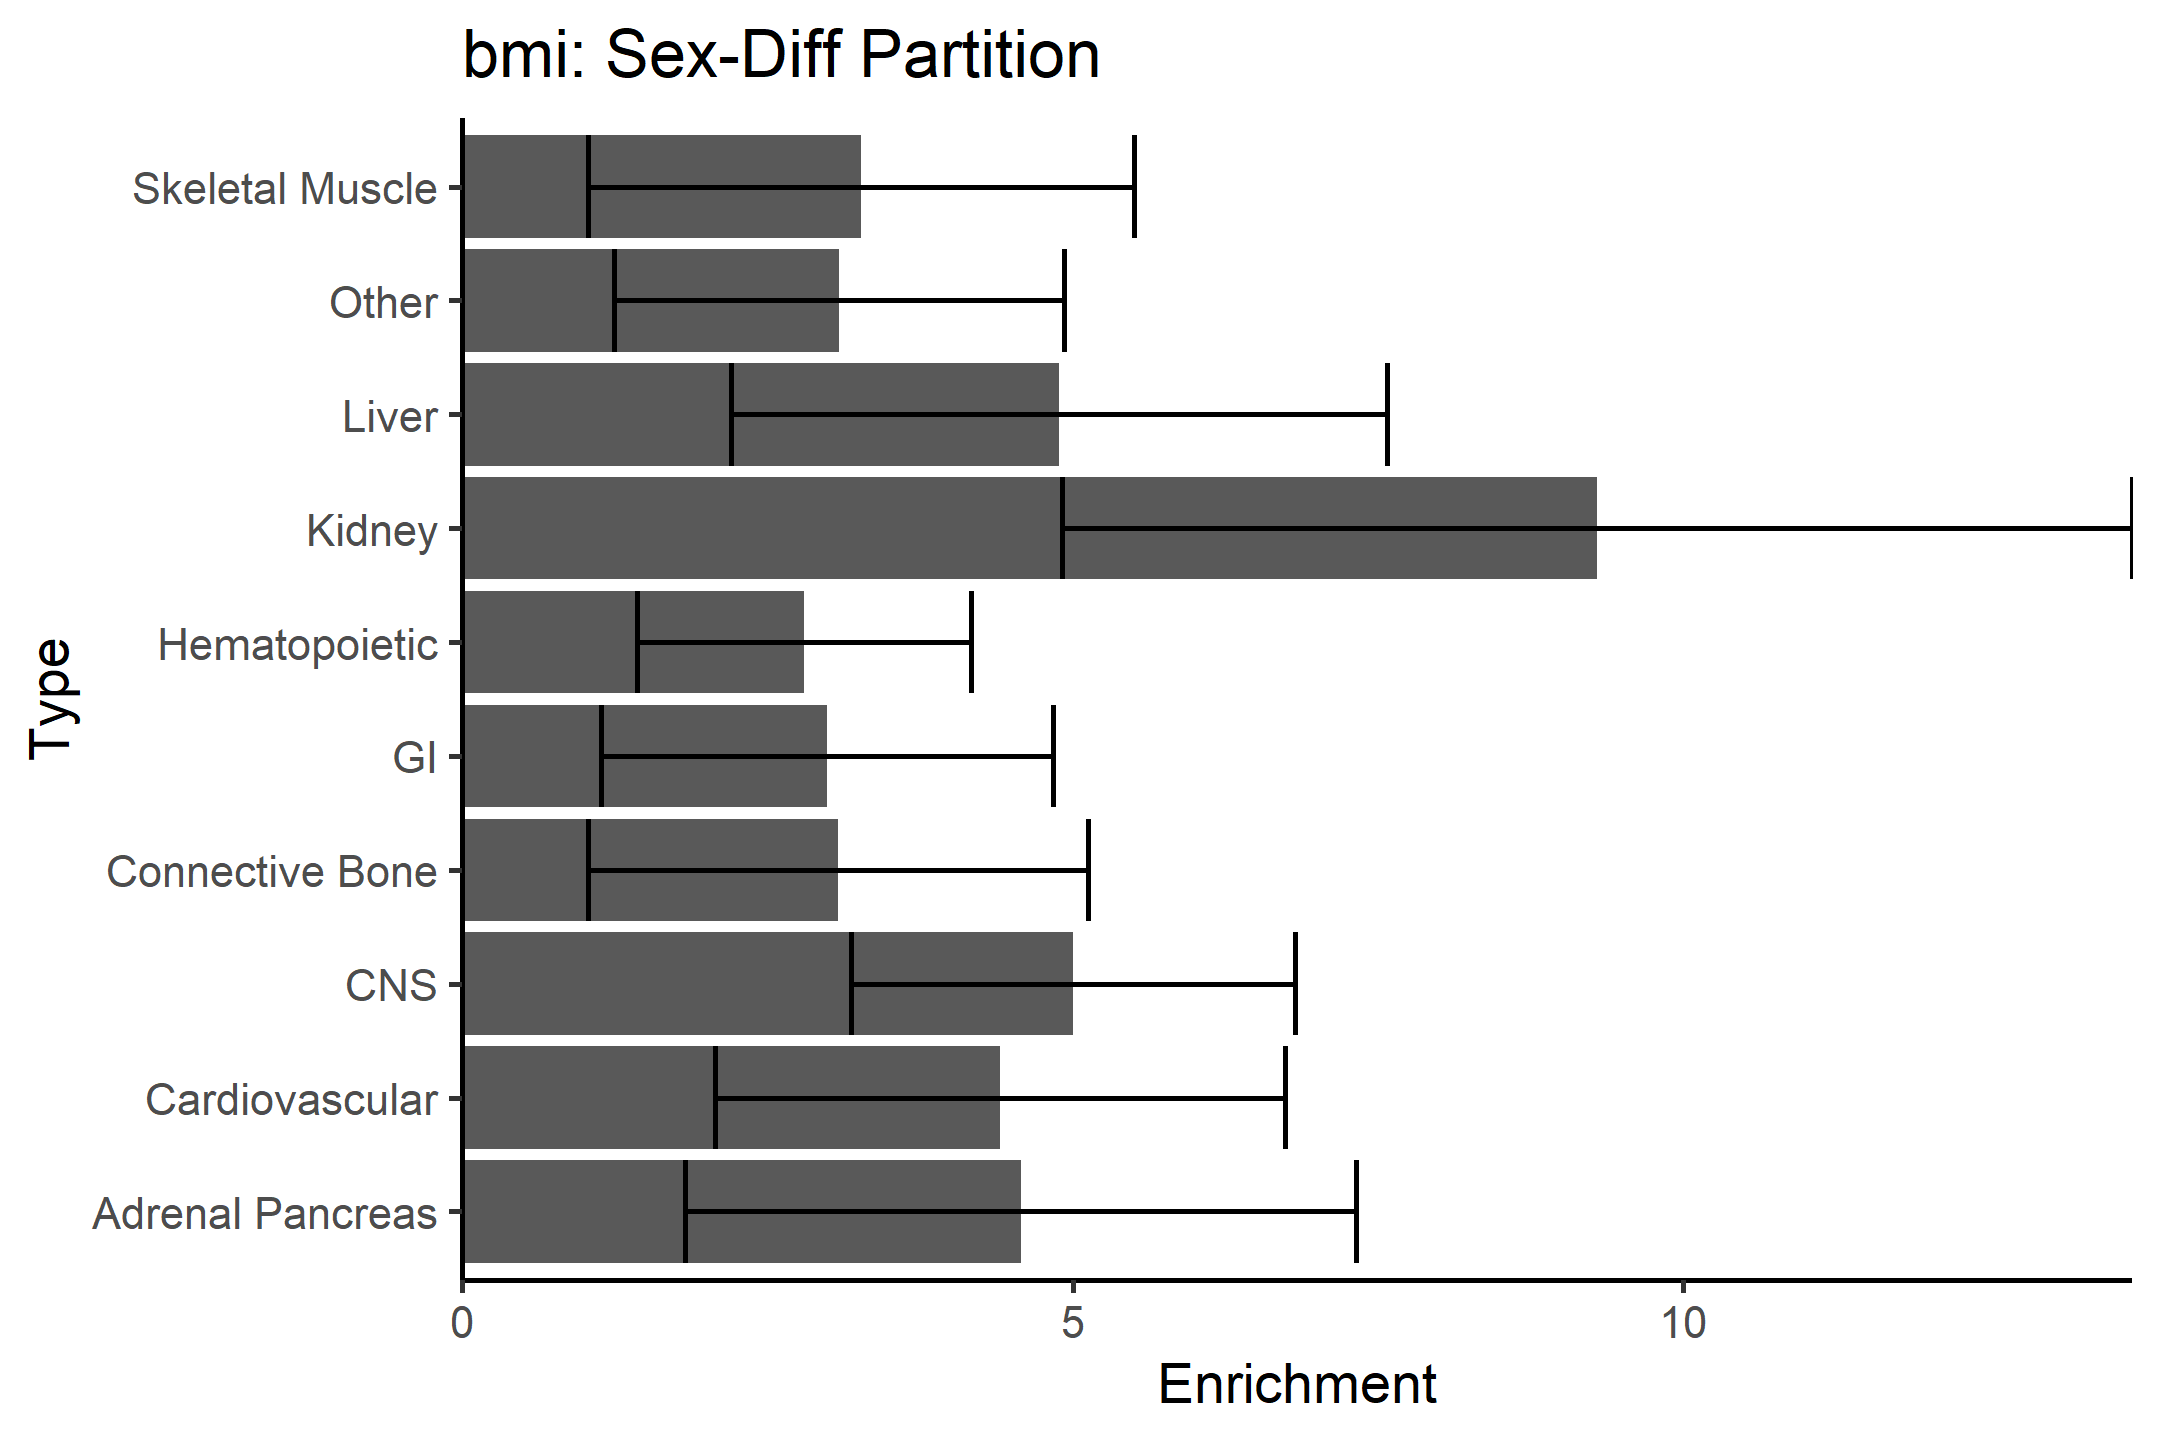 bmi: Sex-Diff Partition
Type
Skeletal Muscle
Other
Liver
Kidney
Hematopoietic
GI
Connective Bone
CNS
Cardiovascular
Adrenal Pancreas
0 5 10
Enrichment